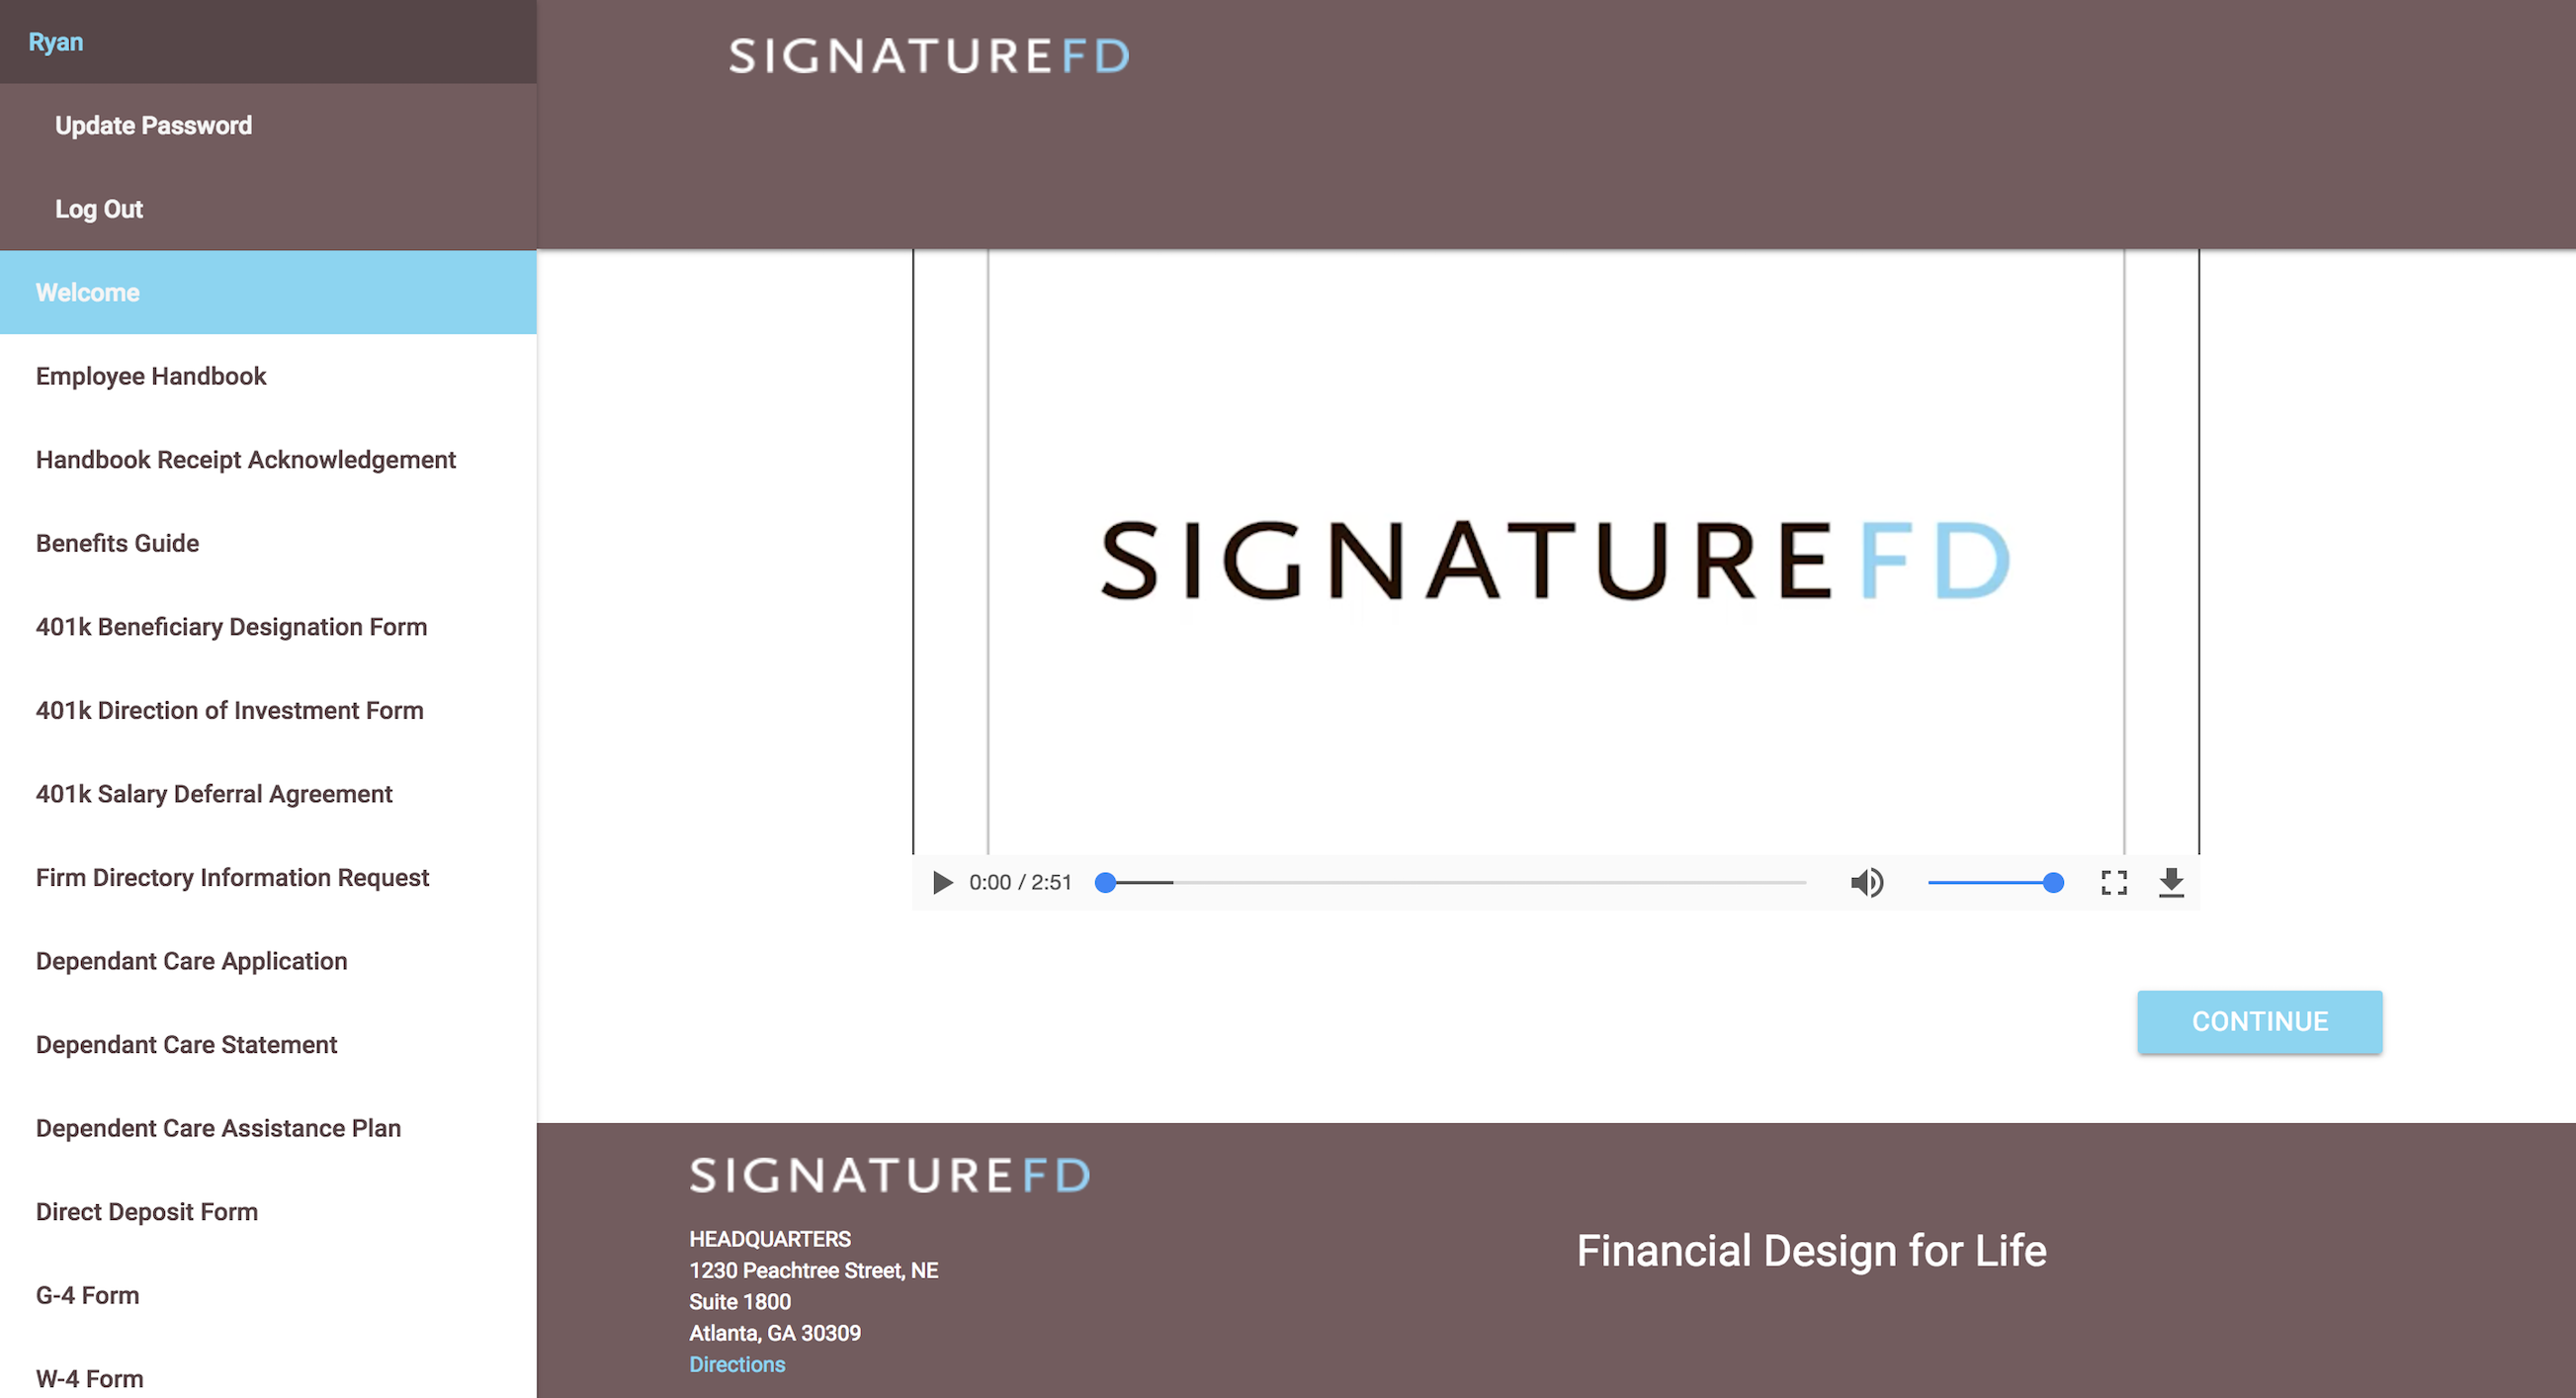 Ryan
Update Password
Log Out
Welcome
Employee Handbook
Handbook Receipt Acknowledgement
Benefits Guide
401k Beneficiary Designation Form
401k Direction of Investment Form
401k Salary Deferral Agreement
Firm Directory Information Request
Dependant Care Application
Dependant Care Statement
Dependent Care Assistance Plan
Direct Deposit Form
G-4 Form
W-4 Form
SIGNATUREFD
SIGNATUREFD
0:00 / 2:51
CONTINUE
SIGNATUREFD
HEADQUARTERS
1230 Peachtree Street, NE
Suite 1800
Atlanta, GA 30309
Directions
Financial Design for Life